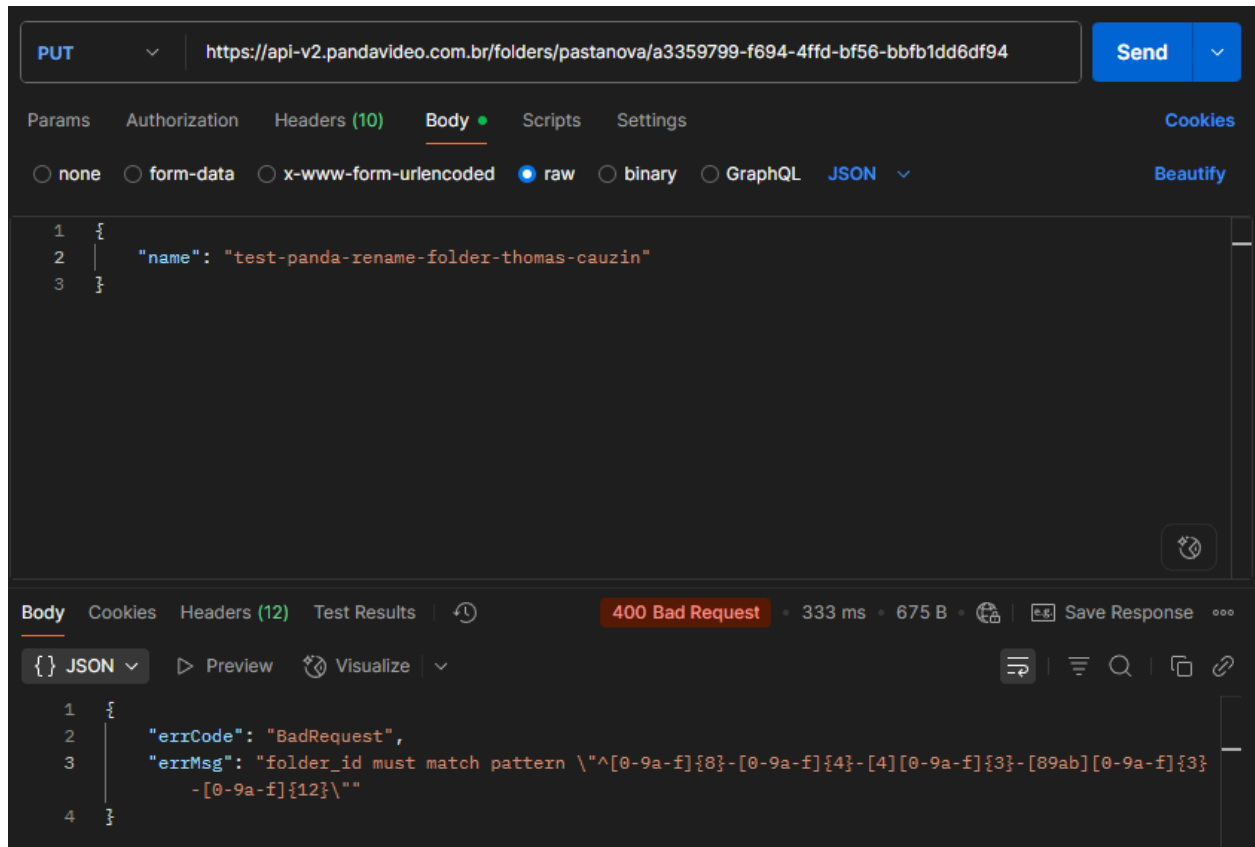 PUT https://api-v2.pandavideo.com.br/folders/pastanova/a3359799-f694-4ffd-bf56-bbfb1dd6df94 Send
Params Authorization Headers (10) Body Scripts Settings Cookies
none form-data x-www-form-urlencoded raw binary GraphQL JSON Beautify
1 {
2 "name": "test-panda-rename-folder-thomas-cauzin"
3 }
Body Cookies Headers (12) Test Results 400 Bad Request 333 ms 675 B e.g. Save Response
{} JSON Preview Visualize
1 {
2 "errCode": "BadRequest",
3 "errMsg": "folder_id must match pattern \"^[0-9a-f]{8}-[0-9a-f]{4}-[4][0-9a-f]{3}-[89ab][0-9a-f]{3}
-[0-9a-f]{12}\""
4 }